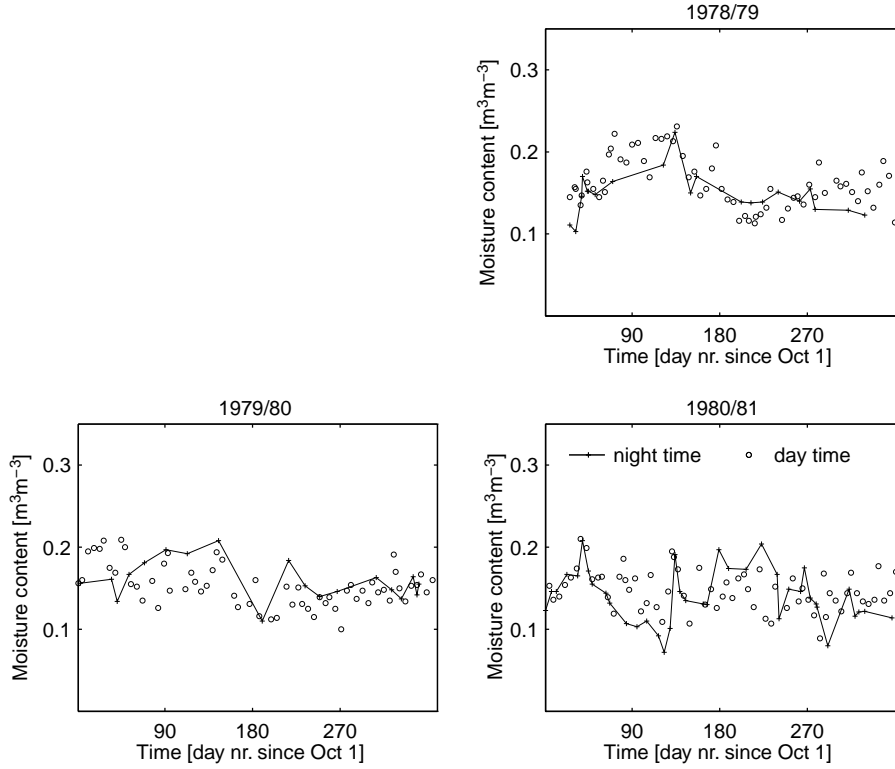 1978/79
Moisture content [m³m⁻³]
0.3
0.2
0.1
90 180 270
Time [day nr. since Oct 1]
1979/80
Moisture content [m³m⁻³]
0.3
0.2
0.1
90 180 270
Time [day nr. since Oct 1]
1980/81
Moisture content [m³m⁻³]
night time day time
0.3
0.2
0.1
90 180 270
Time [day nr. since Oct 1]